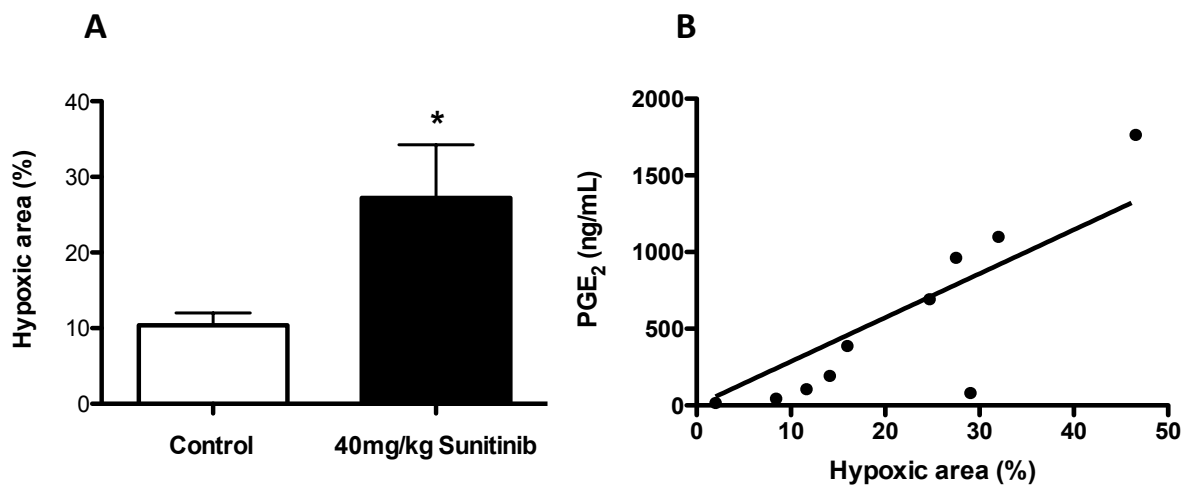 A
B
40
30
20
10
0
Hypoxic area (%)
*
Control
40mg/kg Sunitinib
2000
1500
1000
500
0
PGE₂ (ng/mL)
0 10 20 30 40 50
Hypoxic area (%)